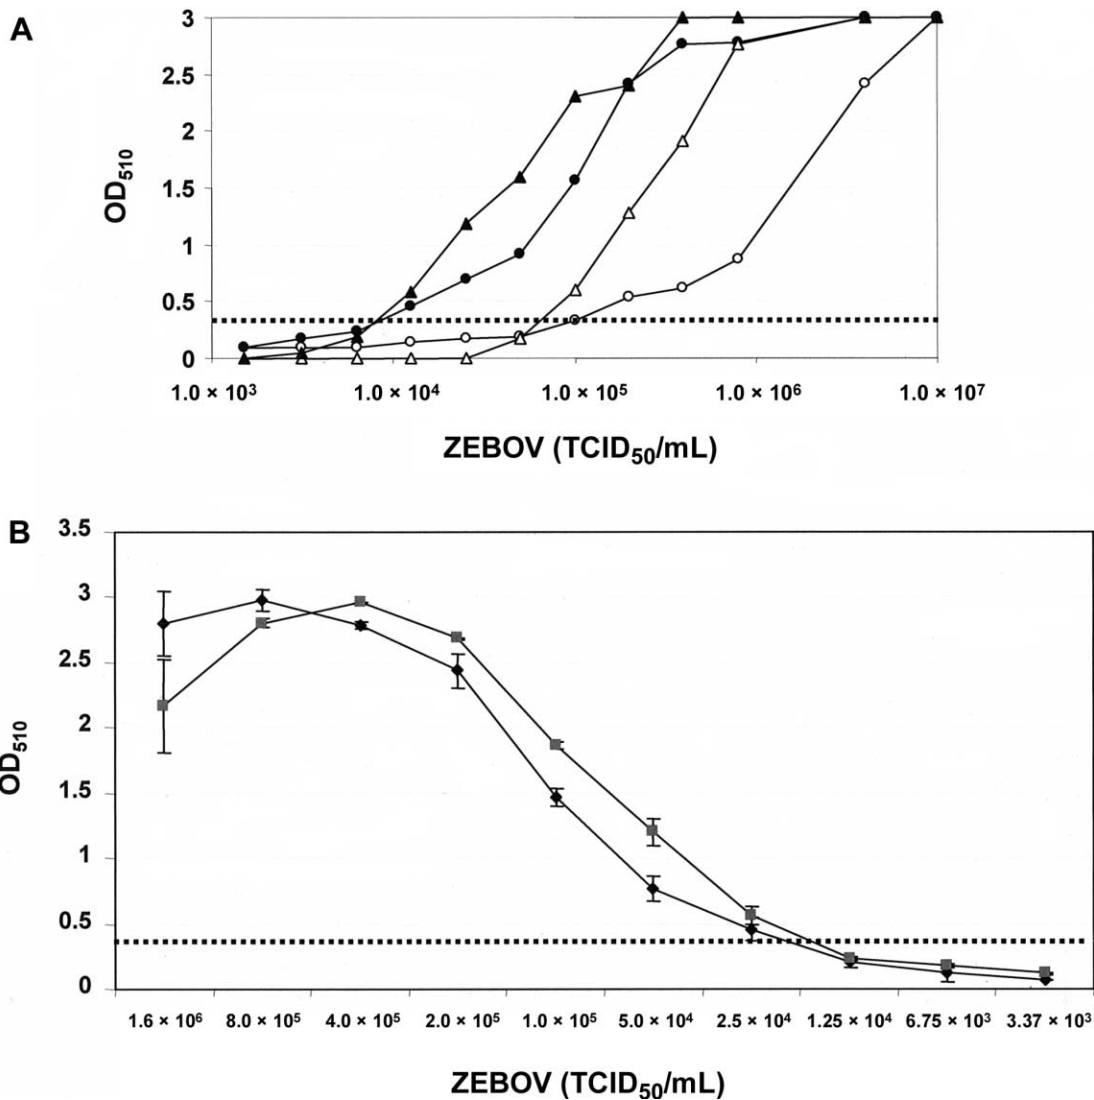 A
3
2.5
2
1.5
1
0.5
0
OD₅₁₀
1.0 × 10³ 1.0 × 10⁴ 1.0 × 10⁵ 1.0 × 10⁶ 1.0 × 10⁷
ZEBOV (TCID₅₀/mL)
B
3.5
3
2.5
2
1.5
1
0.5
0
OD₅₁₀
1.6 × 10⁶ 8.0 × 10⁵ 4.0 × 10⁵ 2.0 × 10⁵ 1.0 × 10⁵ 5.0 × 10⁴ 2.5 × 10⁴ 1.25 × 10⁴ 6.75 × 10³ 3.37 × 10³
ZEBOV (TCID₅₀/mL)